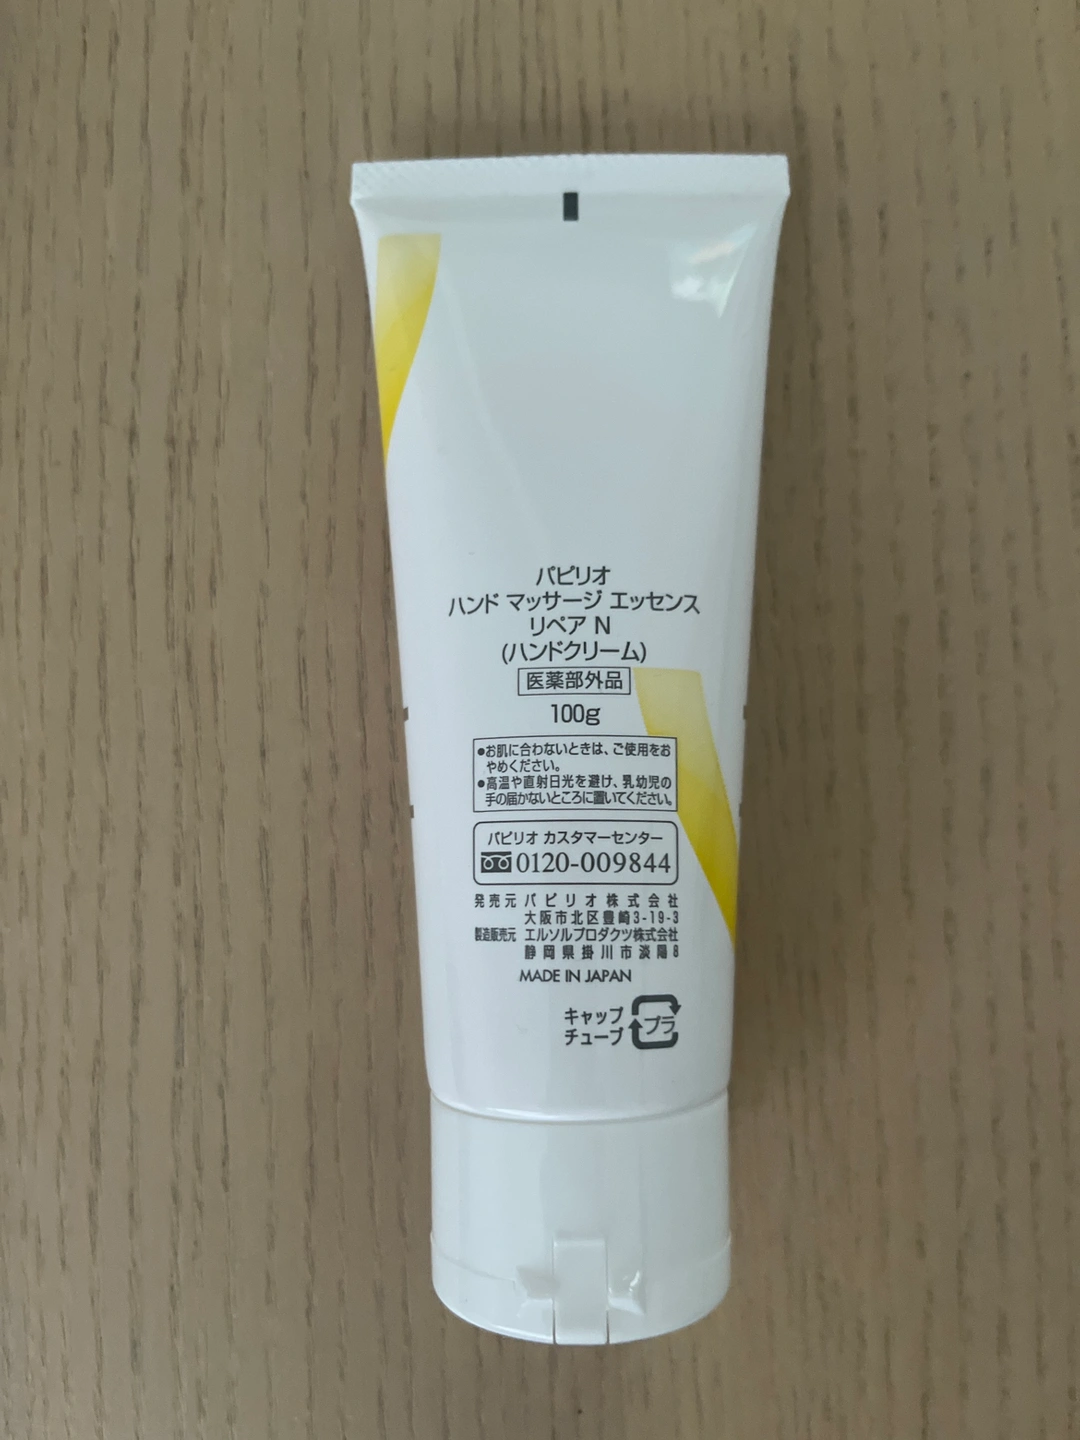 パピリオ
ハンド マッサージ エッセンス
リペア N
(ハンドクリーム)
医薬部外品
100g
●お肌に合わないときは、ご使用をお
やめください。
●高温や直射日光を避け、乳幼児の
手の届かないところに置いてください。
パピリオ カスタマーセンター
0120-009844
発売元 パピリオ株式会社
大阪市北区豊崎3-19-3
製造販売元 エルソルプロダクツ株式会社
静岡県掛川市淡陽8
MADE IN JAPAN
キャップ
チューブ
プラ